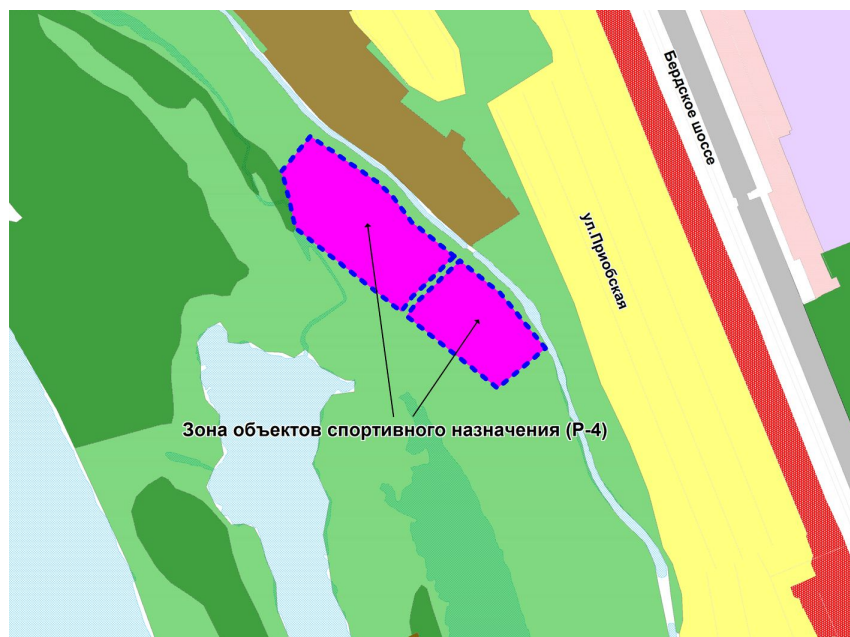 Бердское шоссе
ул.Приобская
Зона объектов спортивного назначения (Р-4)